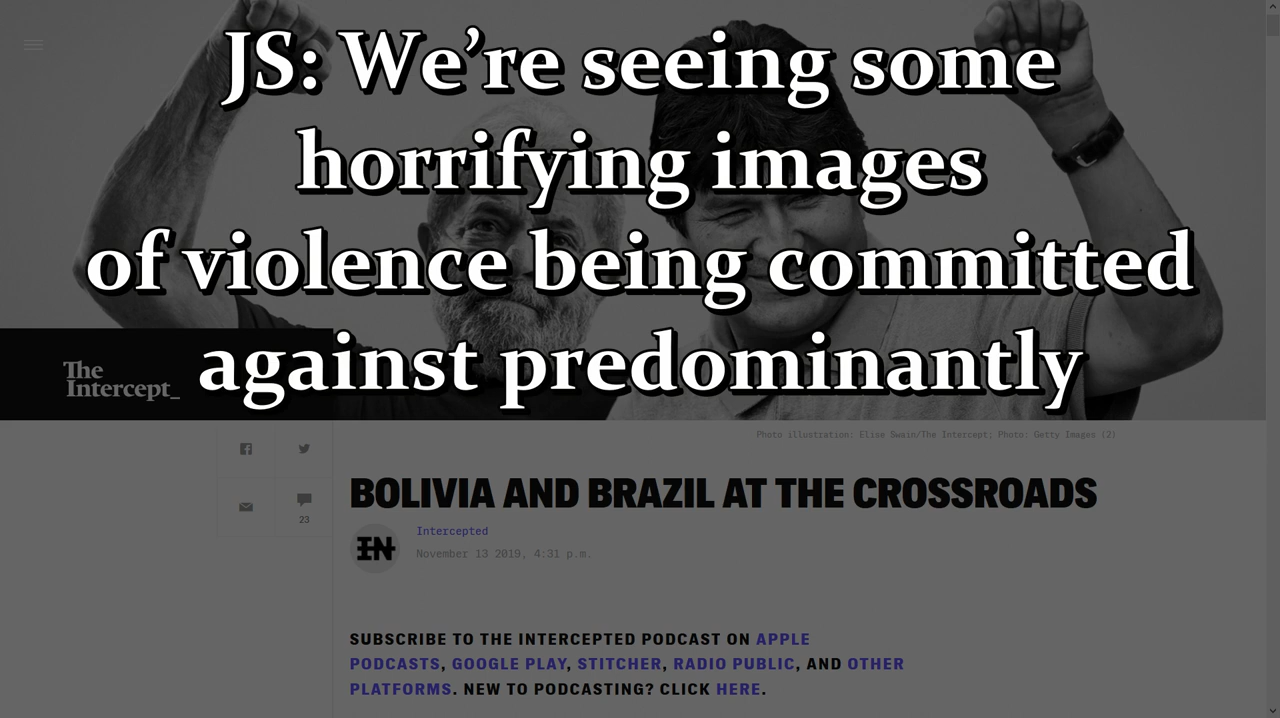 JS: We’re seeing some
horrifying images
of violence being committed
against predominantly
The
Intercept_
Photo illustration: Elise Swain/The Intercept; Photo: Getty Images (2)
BOLIVIA AND BRAZIL AT THE CROSSROADS
IN
Intercepted
November 13 2019, 4:31 p.m.
23
SUBSCRIBE TO THE INTERCEPTED PODCAST ON APPLE
PODCASTS, GOOGLE PLAY, STITCHER, RADIO PUBLIC, AND OTHER
PLATFORMS. NEW TO PODCASTING? CLICK HERE.